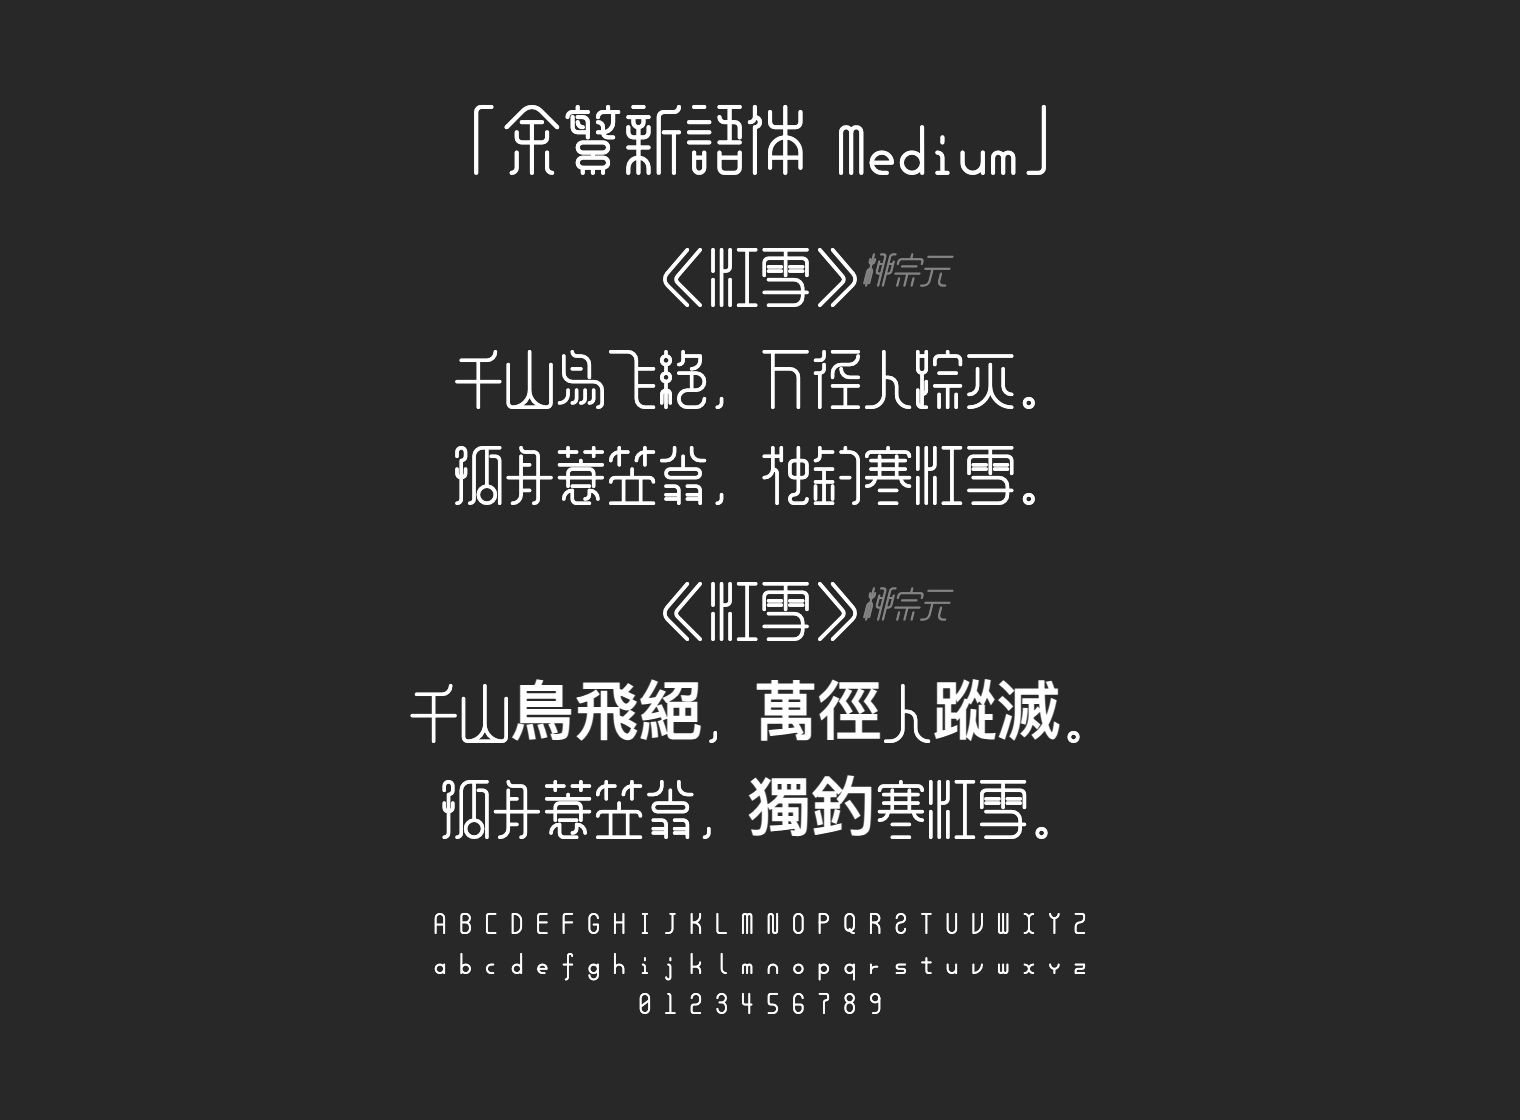 「余繁新語体 Medium」
《江雪》柳宗元
千山鸟飞絕，万径人踪灭。
孤舟蓑笠翁，独釣寒江雪。
《江雪》柳宗元
千山鳥飛絕，萬徑人蹤滅。
孤舟蓑笠翁，獨釣寒江雪。
A B C D E F G H I J K L M N O P Q R S T U V W X Y Z
a b c d e f g h i j k l m n o p q r s t u v w x y z
0 1 2 3 4 5 6 7 8 9